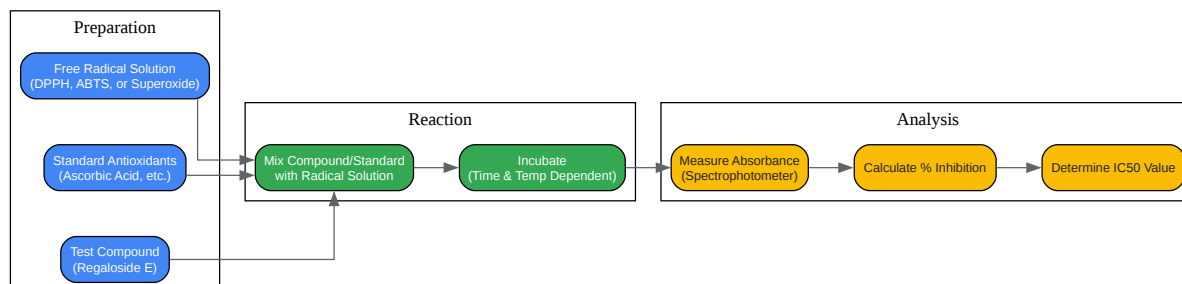 Preparation
Free Radical Solution
(DPPH, ABTS, or Superoxide)
Standard Antioxidants
(Ascorbic Acid, etc.)
Test Compound
(Regaloside E)
Reaction
Mix Compound/Standard
with Radical Solution
Incubate
(Time & Temp Dependent)
Analysis
Measure Absorbance
(Spectrophotometer)
Calculate % Inhibition
Determine IC50 Value